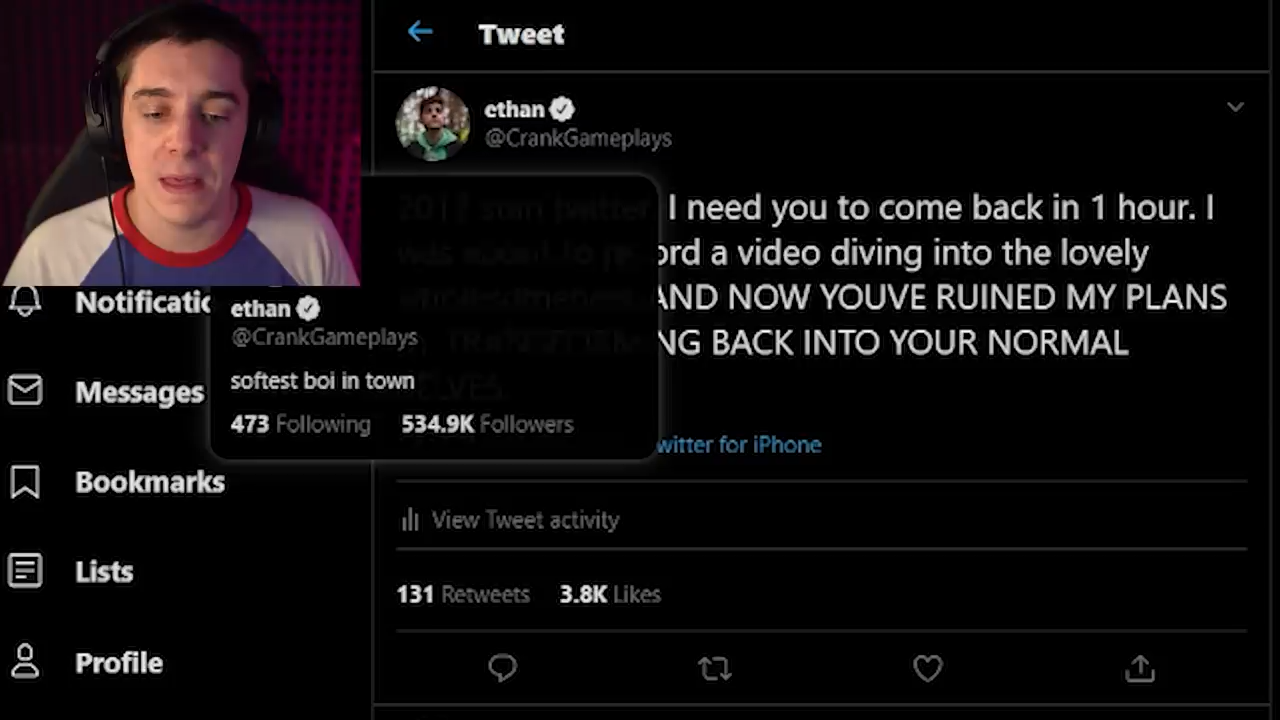 Tweet
ethan
@CrankGameplays
I need you to come back in 1 hour. I
ord a video diving into the lovely
AND NOW YOUVE RUINED MY PLANS
NG BACK INTO YOUR NORMAL
witter for iPhone
View Tweet activity
131 Retweets 3.8K Likes
ethan
@CrankGameplays
softest boi in town
473 Following 534.9K Followers
Notificatio
Messages
Bookmarks
Lists
Profile